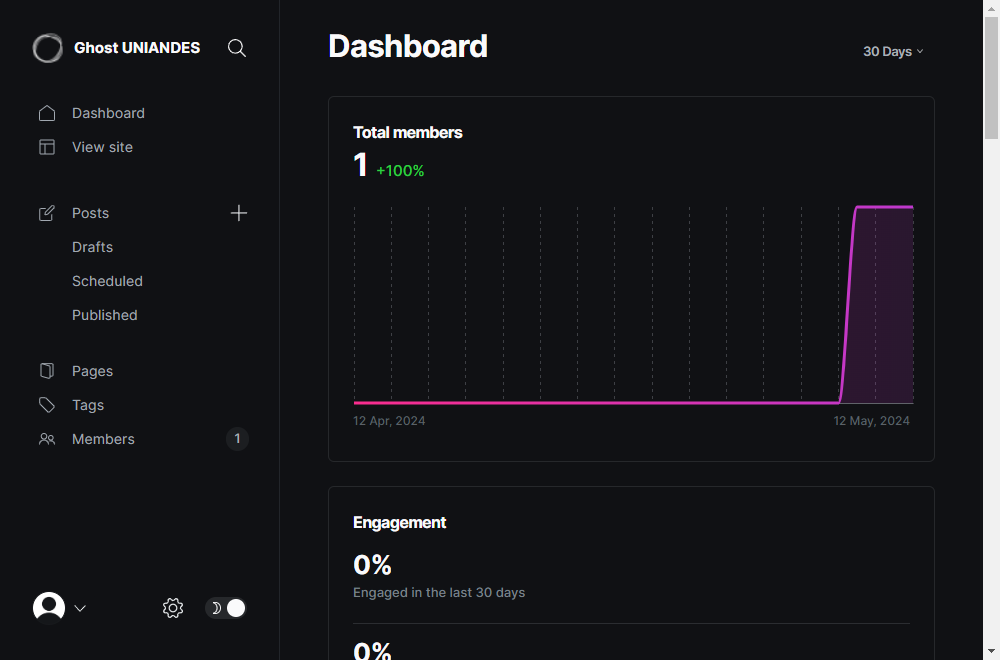 Ghost UNIANDES
Dashboard
View site
Posts
Drafts
Scheduled
Published
Pages
Tags
Members
1
Dashboard
30 Days
Total members
1 +100%
12 Apr, 2024
12 May, 2024
Engagement
0%
Engaged in the last 30 days
0%